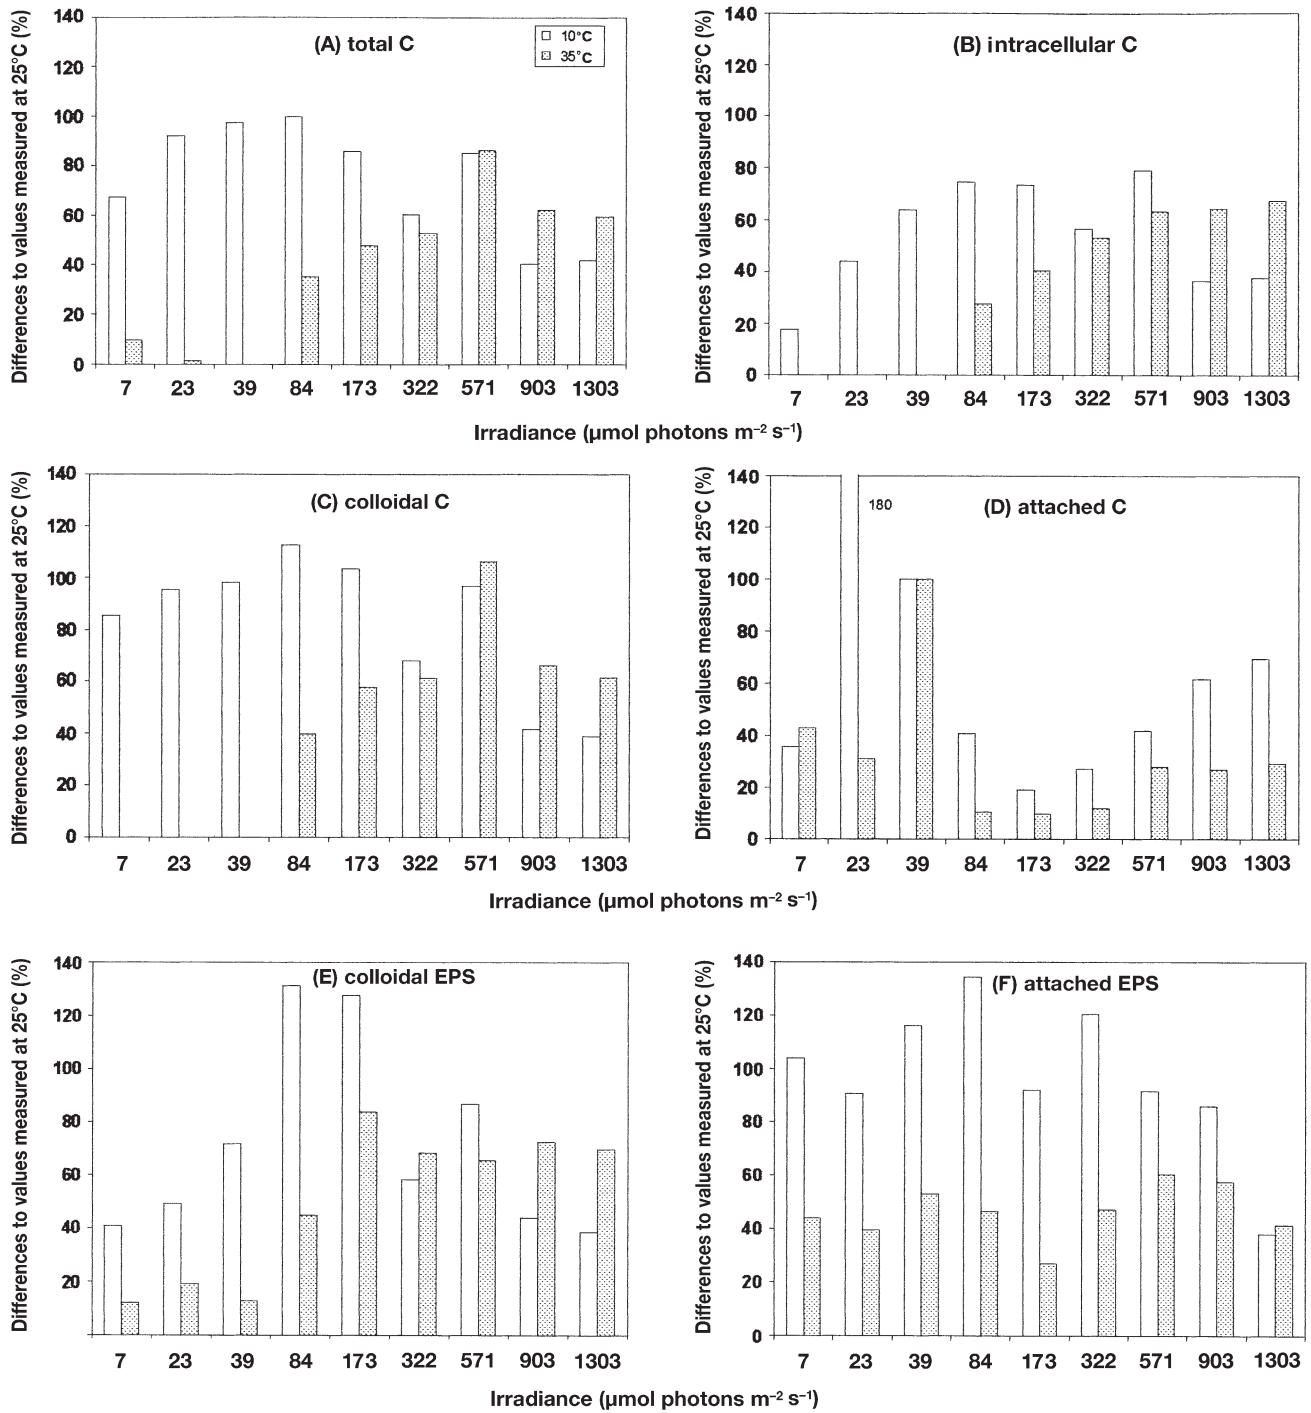 Differences to values measured at 25°C (%)
(A) total C
10°C
35°C
140
120
100
80
60
40
20
0
7 23 39 84 173 322 571 903 1303
Differences to values measured at 25°C (%)
(B) intracellular C
140
120
100
80
60
40
20
0
7 23 39 84 173 322 571 903 1303
Irradiance (µmol photons m⁻² s⁻¹)
Differences to values measured at 25°C (%)
(C) colloidal C
140
120
100
80
60
40
20
0
7 23 39 84 173 322 571 903 1303
Differences to values measured at 25°C (%)
180
(D) attached C
140
120
100
80
60
40
20
0
7 23 39 84 173 322 571 903 1303
Irradiance (µmol photons m⁻² s⁻¹)
Differences to values measured at 25°C (%)
(E) colloidal EPS
140
120
100
80
60
40
20
7 23 39 84 173 322 571 903 1303
Differences to values measured at 25°C (%)
(F) attached EPS
140
120
100
80
60
40
20
0
7 23 39 84 173 322 571 903 1303
Irradiance (µmol photons m⁻² s⁻¹)